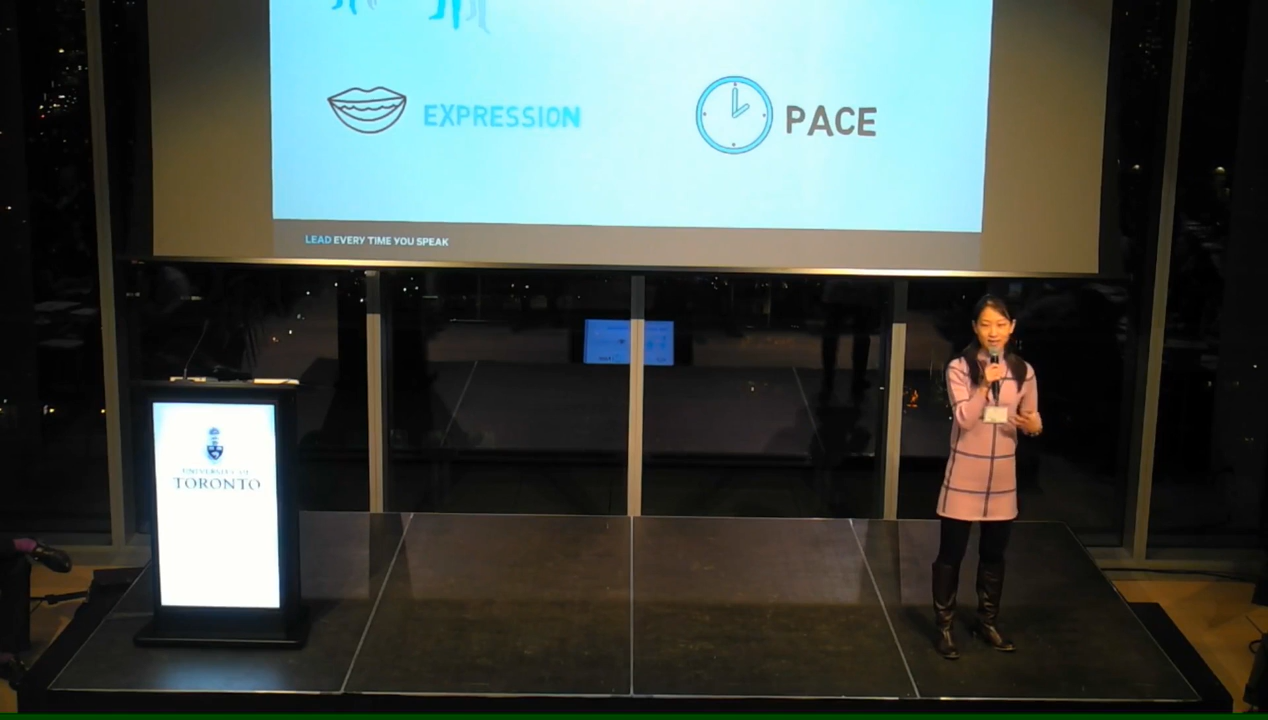 EXPRESSION
PACE
LEAD EVERY TIME YOU SPEAK
UNIVERSITY OF
TORONTO